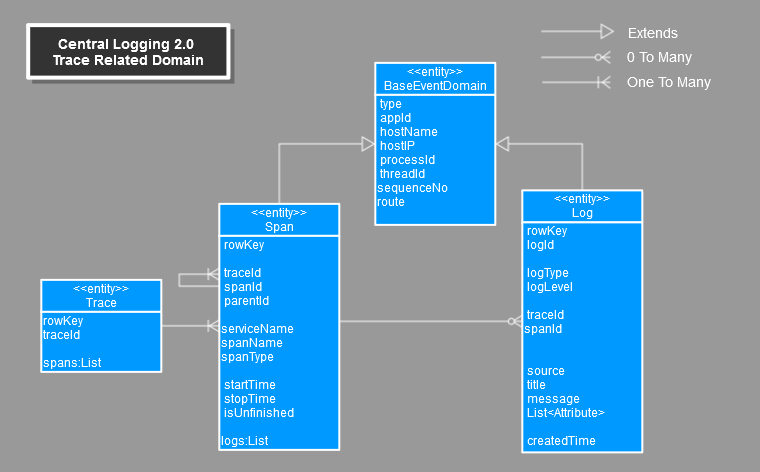 Central Logging 2.0
Trace Related Domain
Extends
0 To Many
One To Many
<<entity>>
BaseEventDomain
type
appId
hostName
hostIP
processId
threadId
sequenceNo
route
<<entity>>
Span
rowKey
traceId
spanId
parentId
serviceName
spanName
spanType
startTime
stopTime
isUnfinished
logs:List
<<entity>>
Log
rowKey
logId
logType
logLevel
traceId
spanId
source
title
message
List<Attribute>
createdTime
<<entity>>
Trace
rowKey
traceId
spans:List